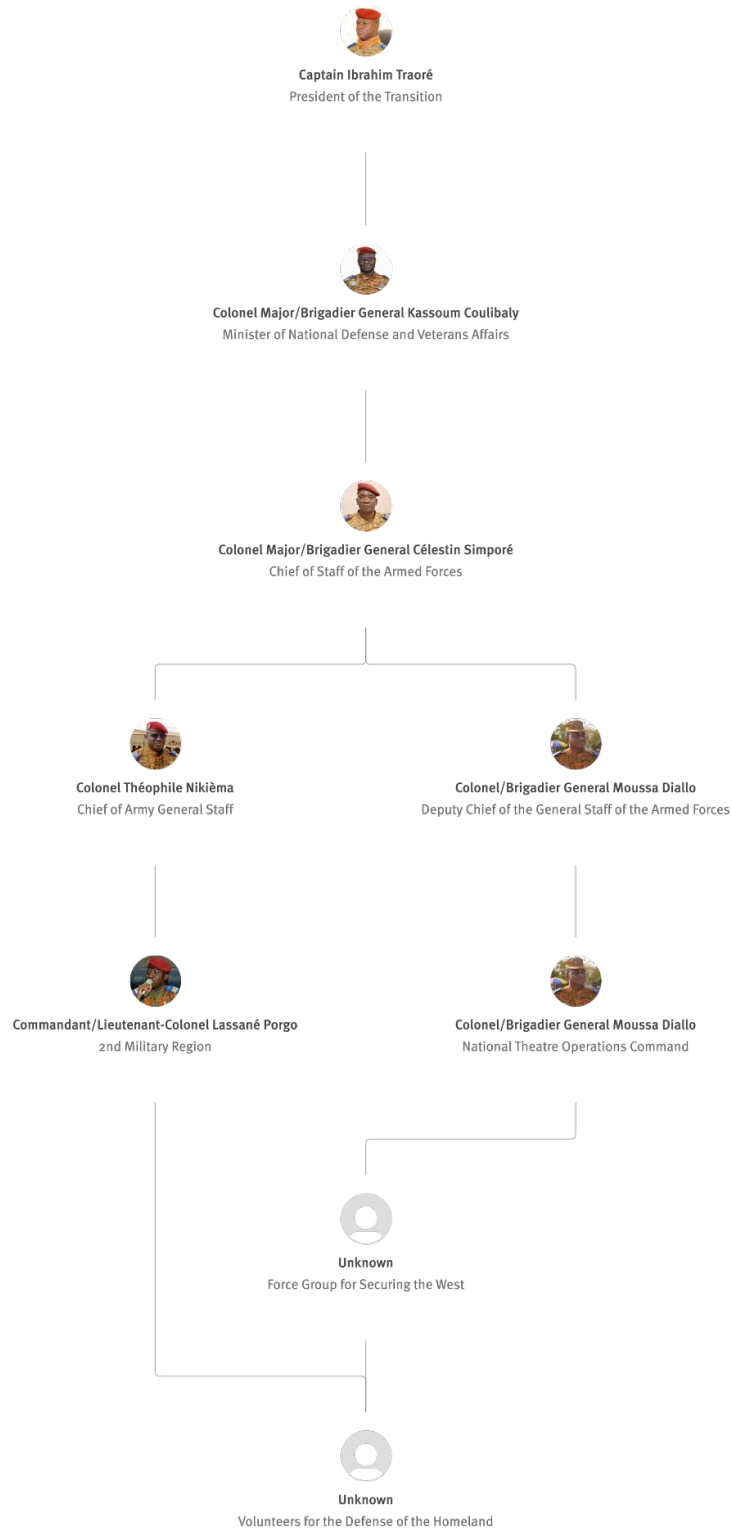 Captain Ibrahim Traoré
President of the Transition
Colonel Major/Brigadier General Kassoum Coulibaly
Minister of National Defense and Veterans Affairs
Colonel Major/Brigadier General Célestin Simporé
Chief of Staff of the Armed Forces
Colonel Théophile Nikièma
Chief of Army General Staff
Colonel/Brigadier General Moussa Diallo
Deputy Chief of the General Staff of the Armed Forces
Commandant/Lieutenant-Colonel Lassané Porgo
2nd Military Region
Colonel/Brigadier General Moussa Diallo
National Theatre Operations Command
Unknown
Force Group for Securing the West
Unknown
Volunteers for the Defense of the Homeland